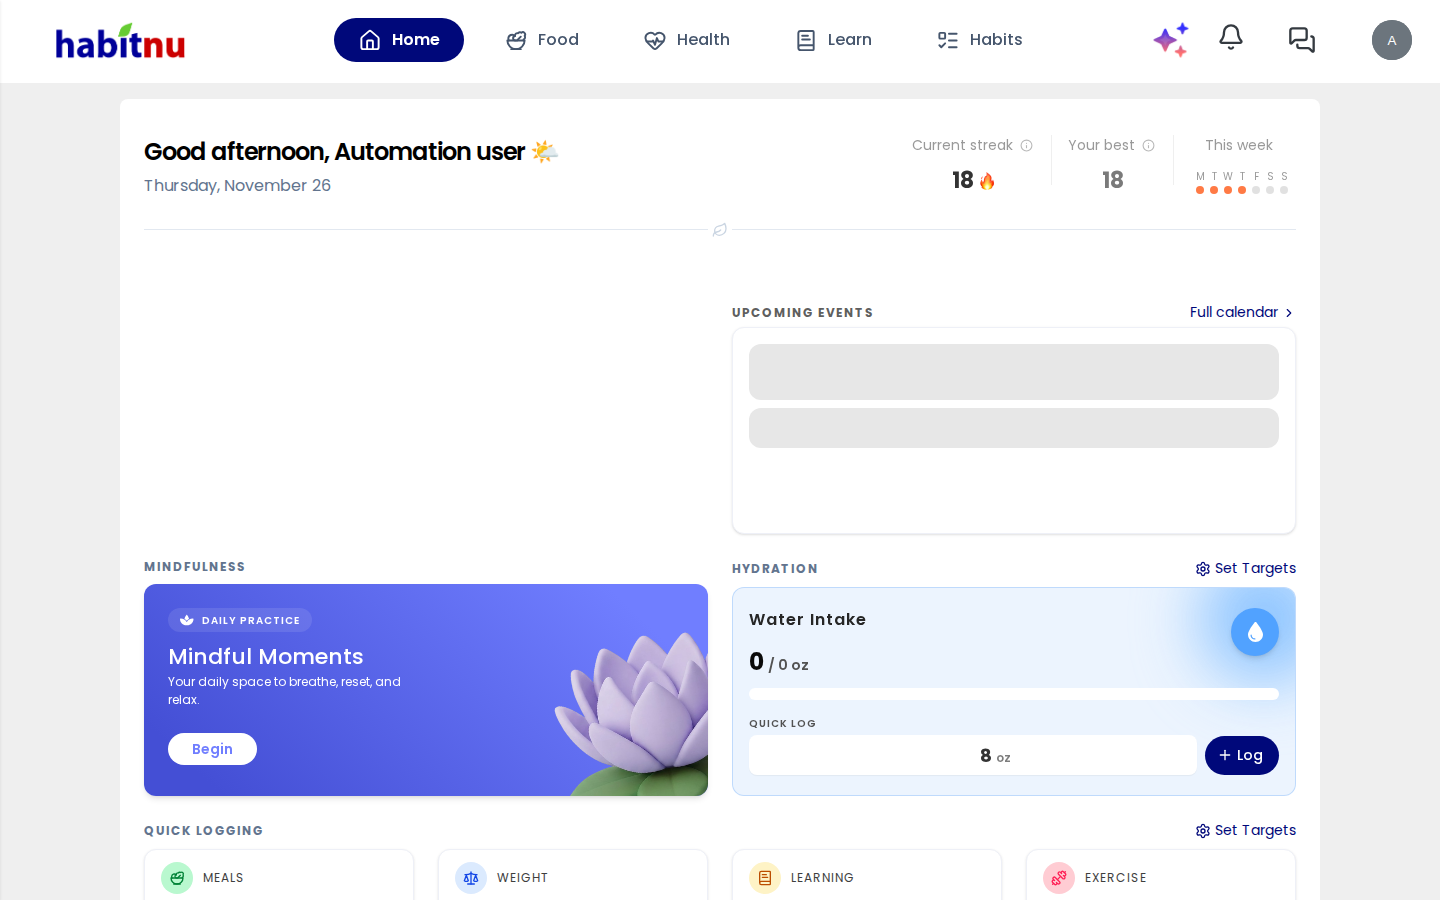 habitnu
Home
Food
Health
Learn
Habits
A
Good afternoon, Automation user
Thursday, November 26
Current streak
18
Your best
18
This week
M T W T F S S
UPCOMING EVENTS
Full calendar
MINDFULNESS
DAILY PRACTICE
Mindful Moments
Your daily space to breathe, reset, and
relax.
Begin
HYDRATION
Set Targets
Water Intake
0 / 0 oz
QUICK LOG
8 oz
+ Log
QUICK LOGGING
Set Targets
MEALS
WEIGHT
LEARNING
EXERCISE